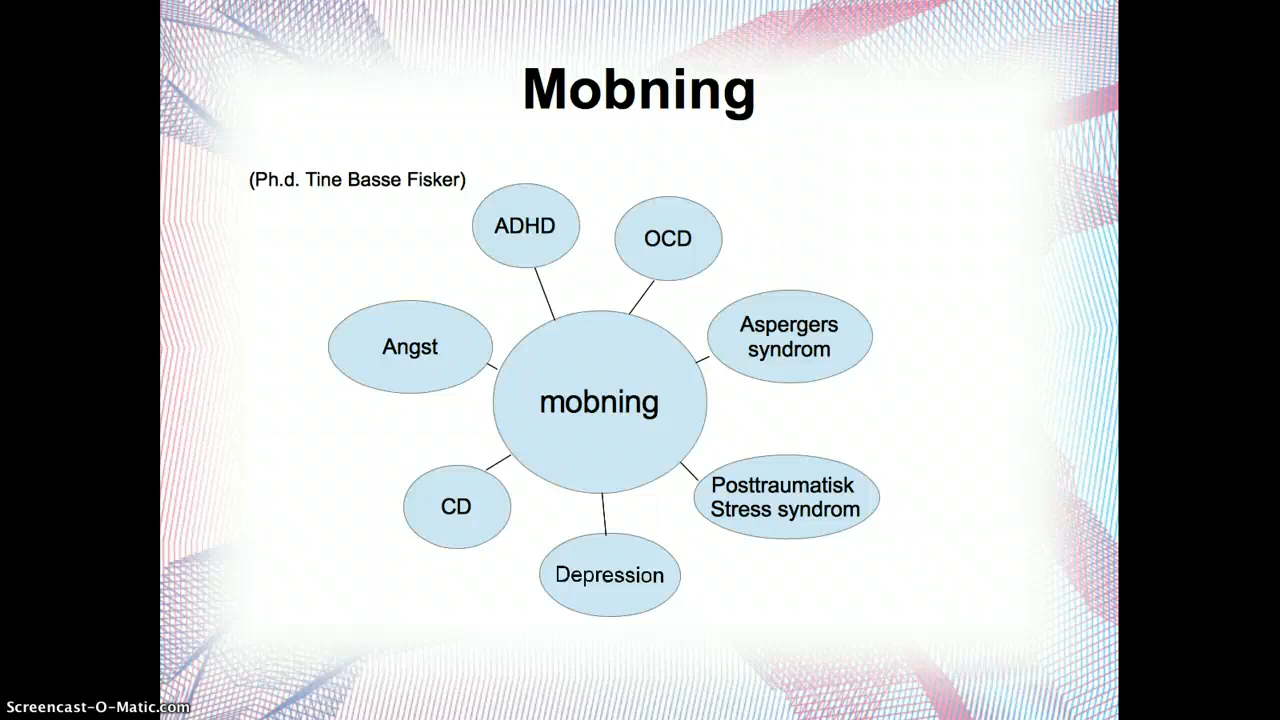 Mobning
(Ph.d. Tine Basse Fisker)
ADHD
OCD
Aspergers
syndrom
Angst
mobning
Posttraumatisk
Stress syndrom
CD
Depression
Screencast-O-Matic.com